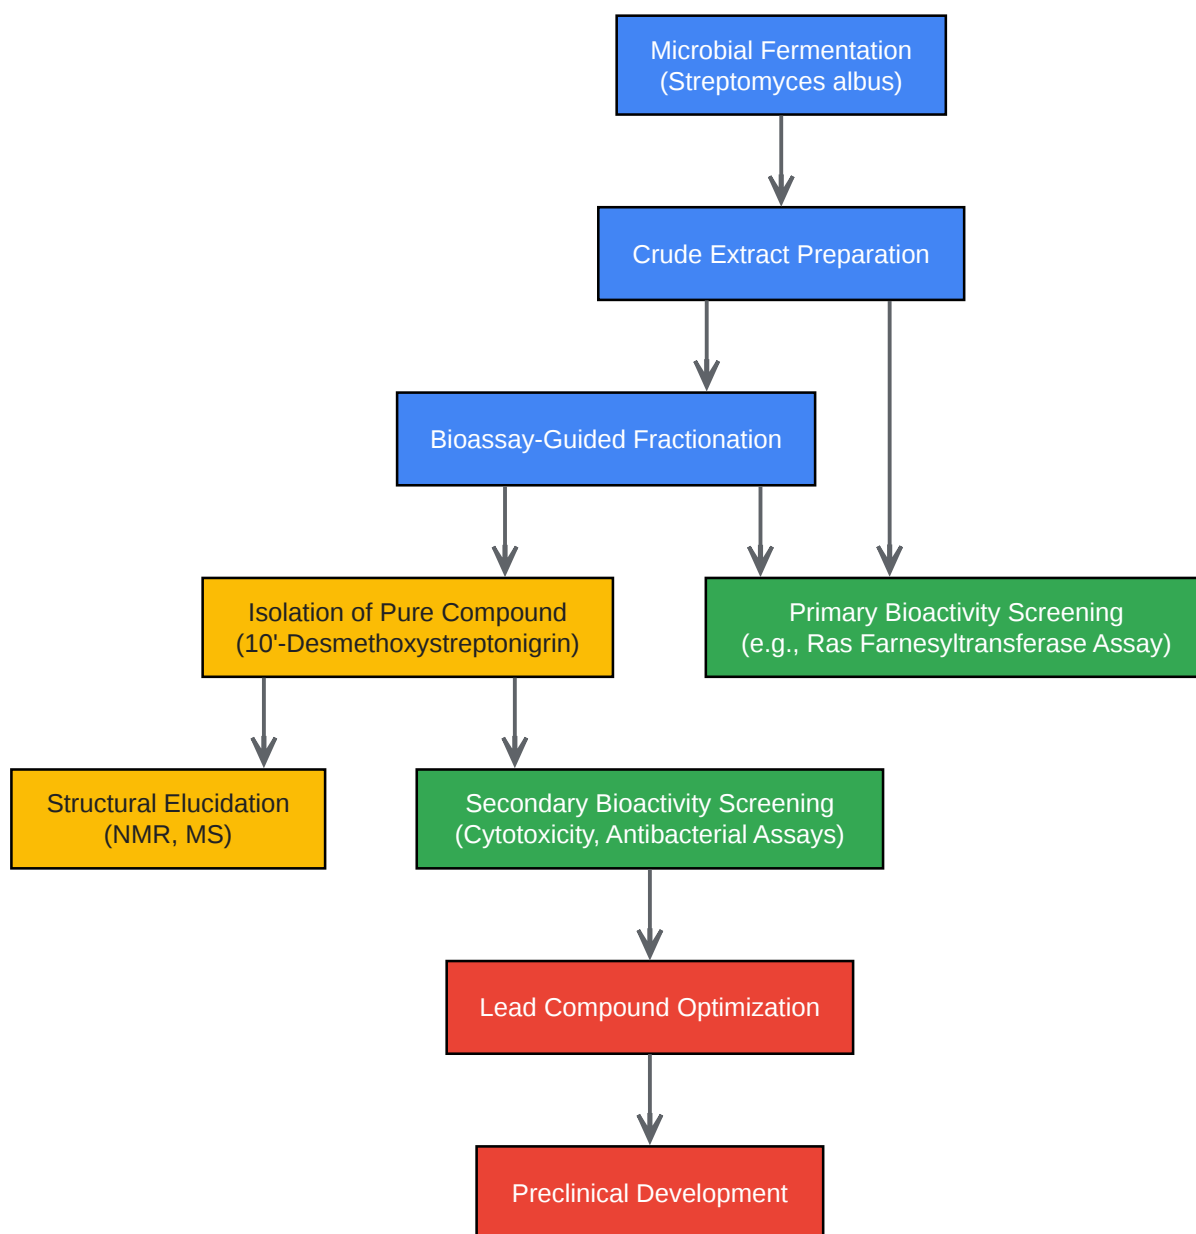 Microbial Fermentation
(Streptomyces albus)
Crude Extract Preparation
Bioassay-Guided Fractionation
Isolation of Pure Compound
(10'-Desmethoxystreptonigrin)
Primary Bioactivity Screening
(e.g., Ras Farnesyltransferase Assay)
Structural Elucidation
(NMR, MS)
Secondary Bioactivity Screening
(Cytotoxicity, Antibacterial Assays)
Lead Compound Optimization
Preclinical Development